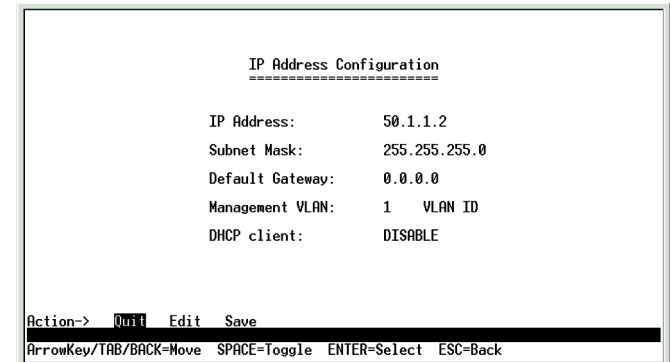 IP Address Configuration
========================
IP Address: 50.1.1.2
Subnet Mask: 255.255.255.0
Default Gateway: 0.0.0.0
Management VLAN: 1 VLAN ID
DHCP client: DISABLE
Action-> Quit Edit Save
ArrowKey/TAB/BACK=Move SPACE=Toggle ENTER=Select ESC=Back